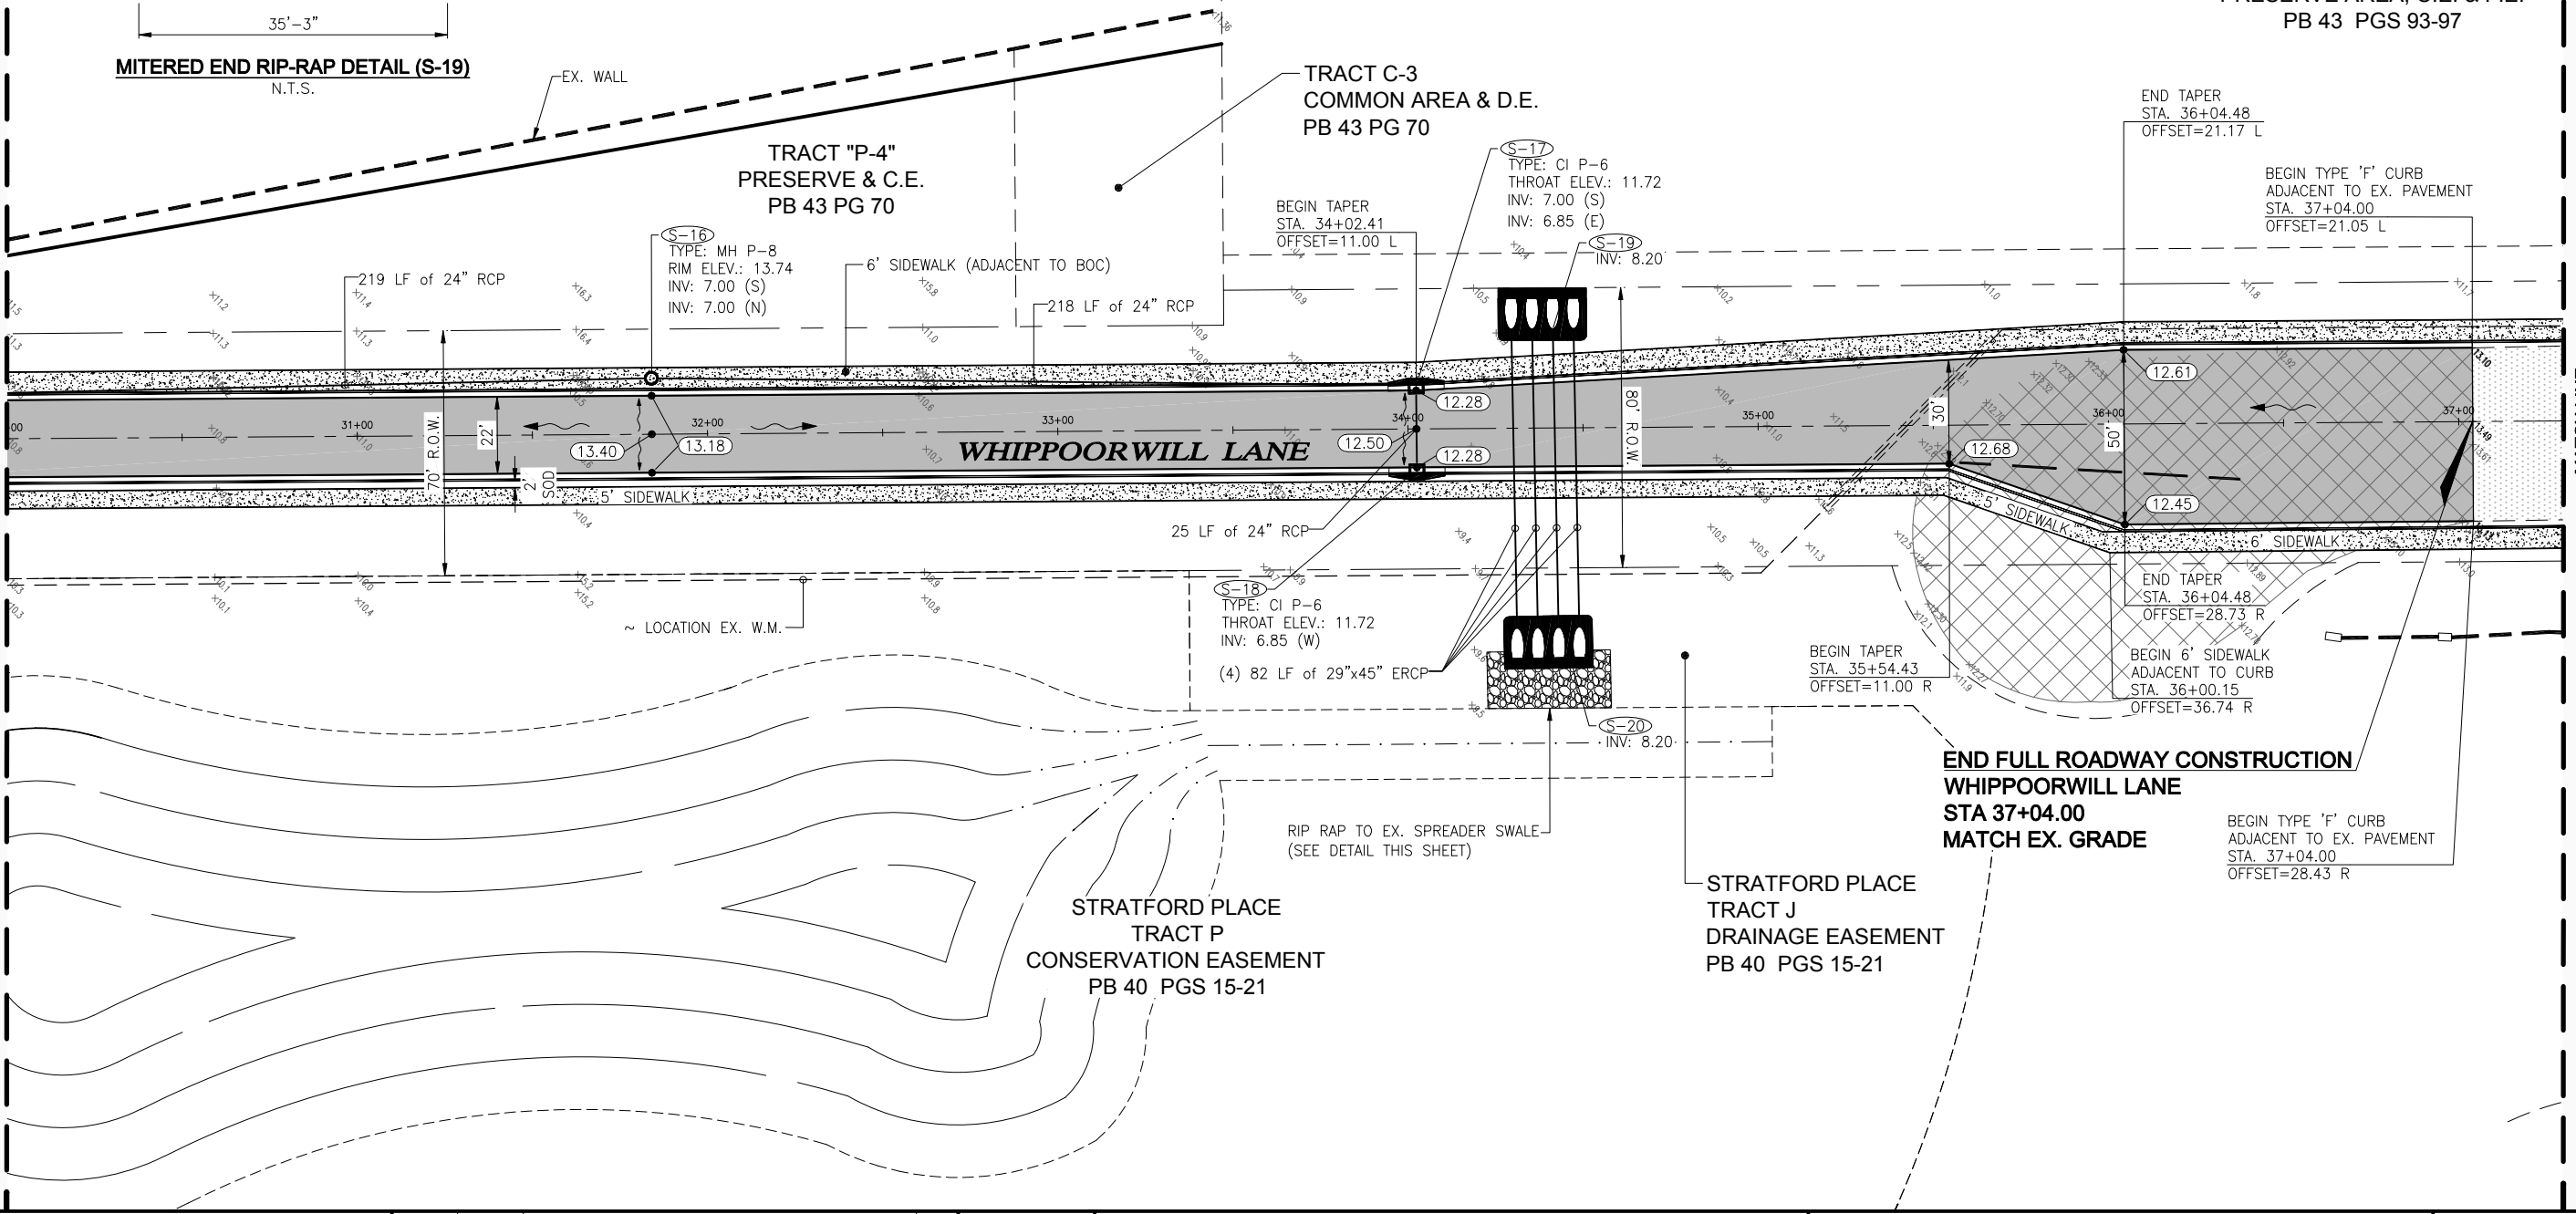 35'-3"
MITERED END RIP-RAP DETAIL (S-19)
N.T.S.
EX. WALL
TRACT "P-4"
PRESERVE & C.E.
PB 43 PG 70
TRACT C-3
COMMON AREA & D.E.
PB 43 PG 70
PB 43 PGS 93-97
219 LF of 24" RCP
S-16
TYPE: MH P-8
RIM ELEV.: 13.74
INV: 7.00 (S)
INV: 7.00 (N)
6' SIDEWALK (ADJACENT TO BOC)
218 LF of 24" RCP
BEGIN TAPER
STA. 34+02.41
OFFSET=11.00 L
S-17
TYPE: CI P-6
THROAT ELEV.: 11.72
INV: 7.00 (S)
INV: 6.85 (E)
S-19
INV: 8.20
END TAPER
STA. 36+04.48
OFFSET=21.17 L
BEGIN TYPE 'F' CURB
ADJACENT TO EX. PAVEMENT
STA. 37+04.00
OFFSET=21.05 L
31+00
32+00
33+00
34+00
35+00
36+00
37+00
70' R.O.W.
22'
2'
SOD
5' SIDEWALK
13.40
13.18
WHIPPOORWILL LANE
12.50
12.28
12.28
80' R.O.W.
30'
12.68
50'
12.61
12.45
5' SIDEWALK
6' SIDEWALK
25 LF of 24" RCP
S-18
TYPE: CI P-6
THROAT ELEV.: 11.72
INV: 6.85 (W)
(4) 82 LF of 29"x45" ERCP
~ LOCATION EX. W.M.
S-20
INV: 8.20
RIP RAP TO EX. SPREADER SWALE
(SEE DETAIL THIS SHEET)
BEGIN TAPER
STA. 35+54.43
OFFSET=11.00 R
END TAPER
STA. 36+04.48
OFFSET=28.73 R
BEGIN 6' SIDEWALK
ADJACENT TO CURB
STA. 36+00.15
OFFSET=36.74 R
END FULL ROADWAY CONSTRUCTION
WHIPPOORWILL LANE
STA 37+04.00
MATCH EX. GRADE
BEGIN TYPE 'F' CURB
ADJACENT TO EX. PAVEMENT
STA. 37+04.00
OFFSET=28.43 R
STRATFORD PLACE
TRACT P
CONSERVATION EASEMENT
PB 40 PGS 15-21
STRATFORD PLACE
TRACT J
DRAINAGE EASEMENT
PB 40 PGS 15-21